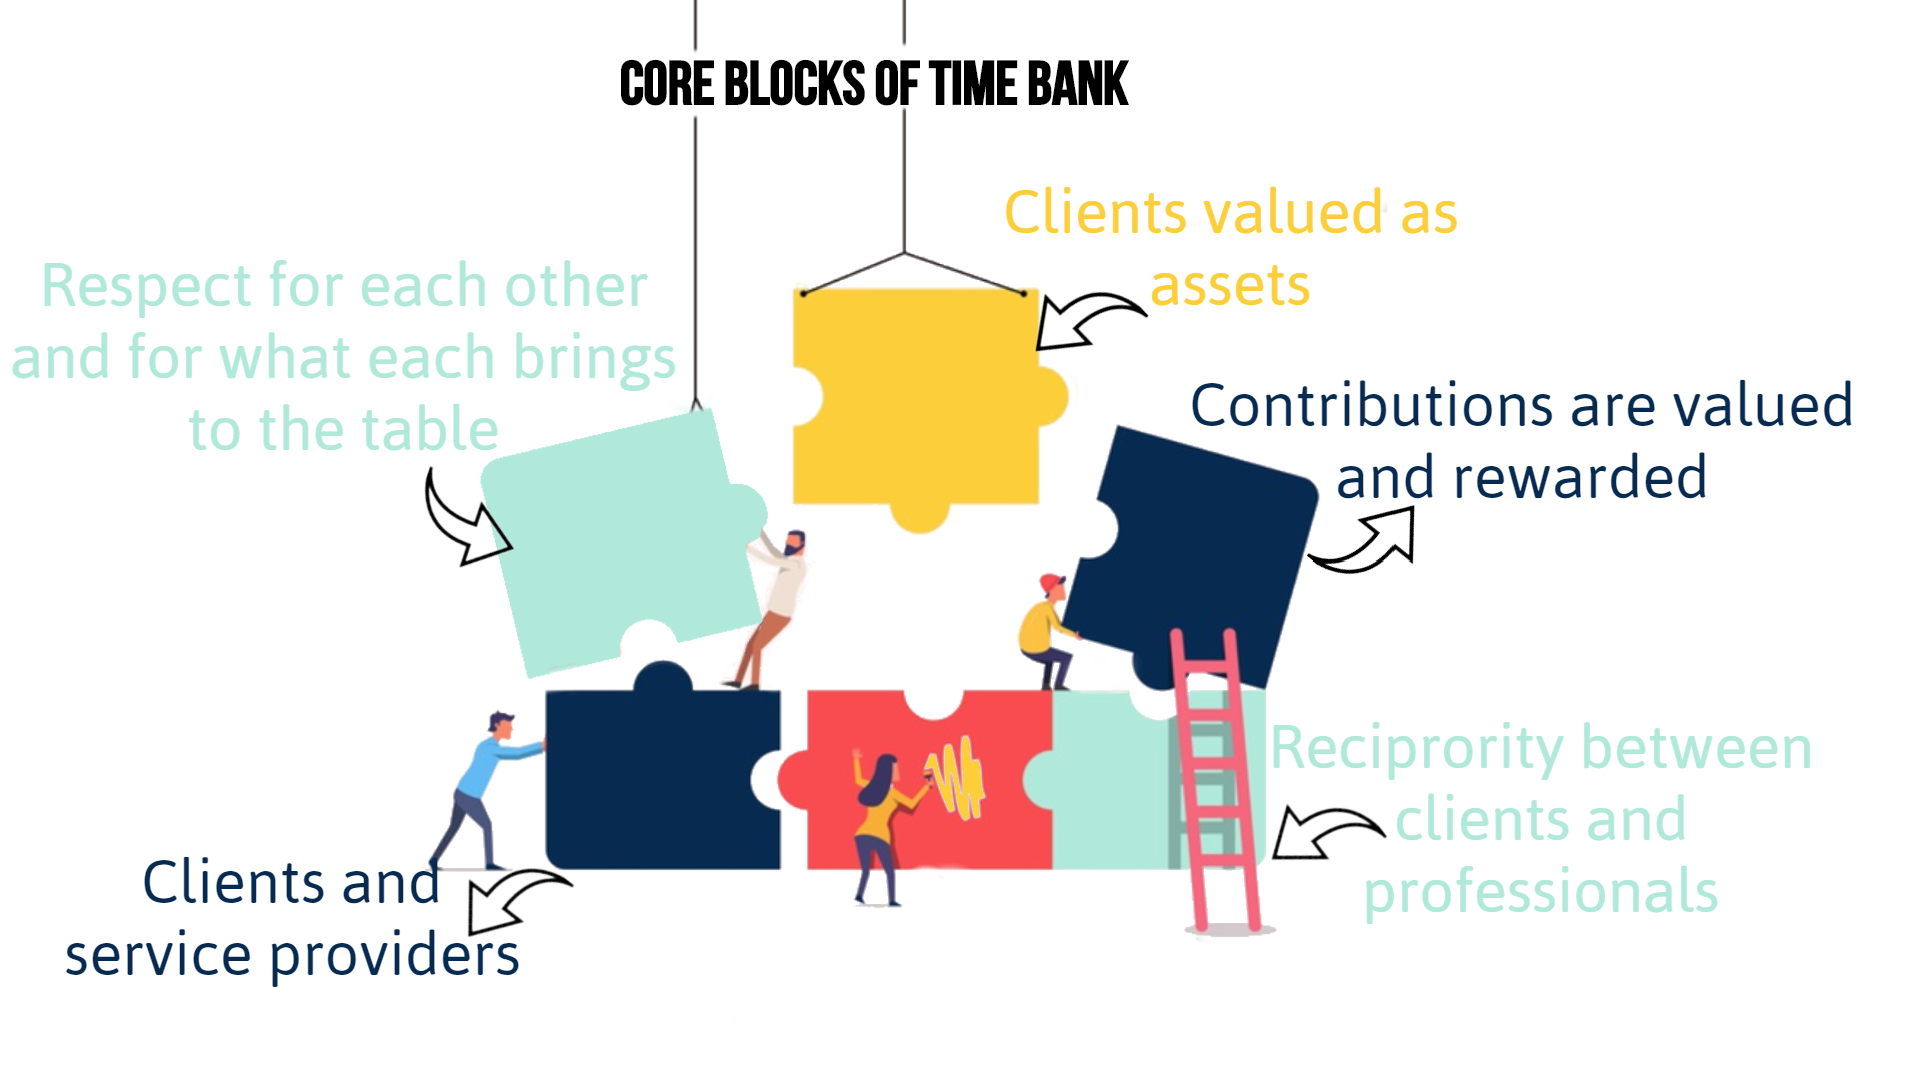 CORE BLOCKS OF TIME BANK
Clients valued as
assets
Respect for each other
and for what each brings
to the table
Contributions are valued
and rewarded
Reciprority between
clients and
professionals
Clients and
service providers